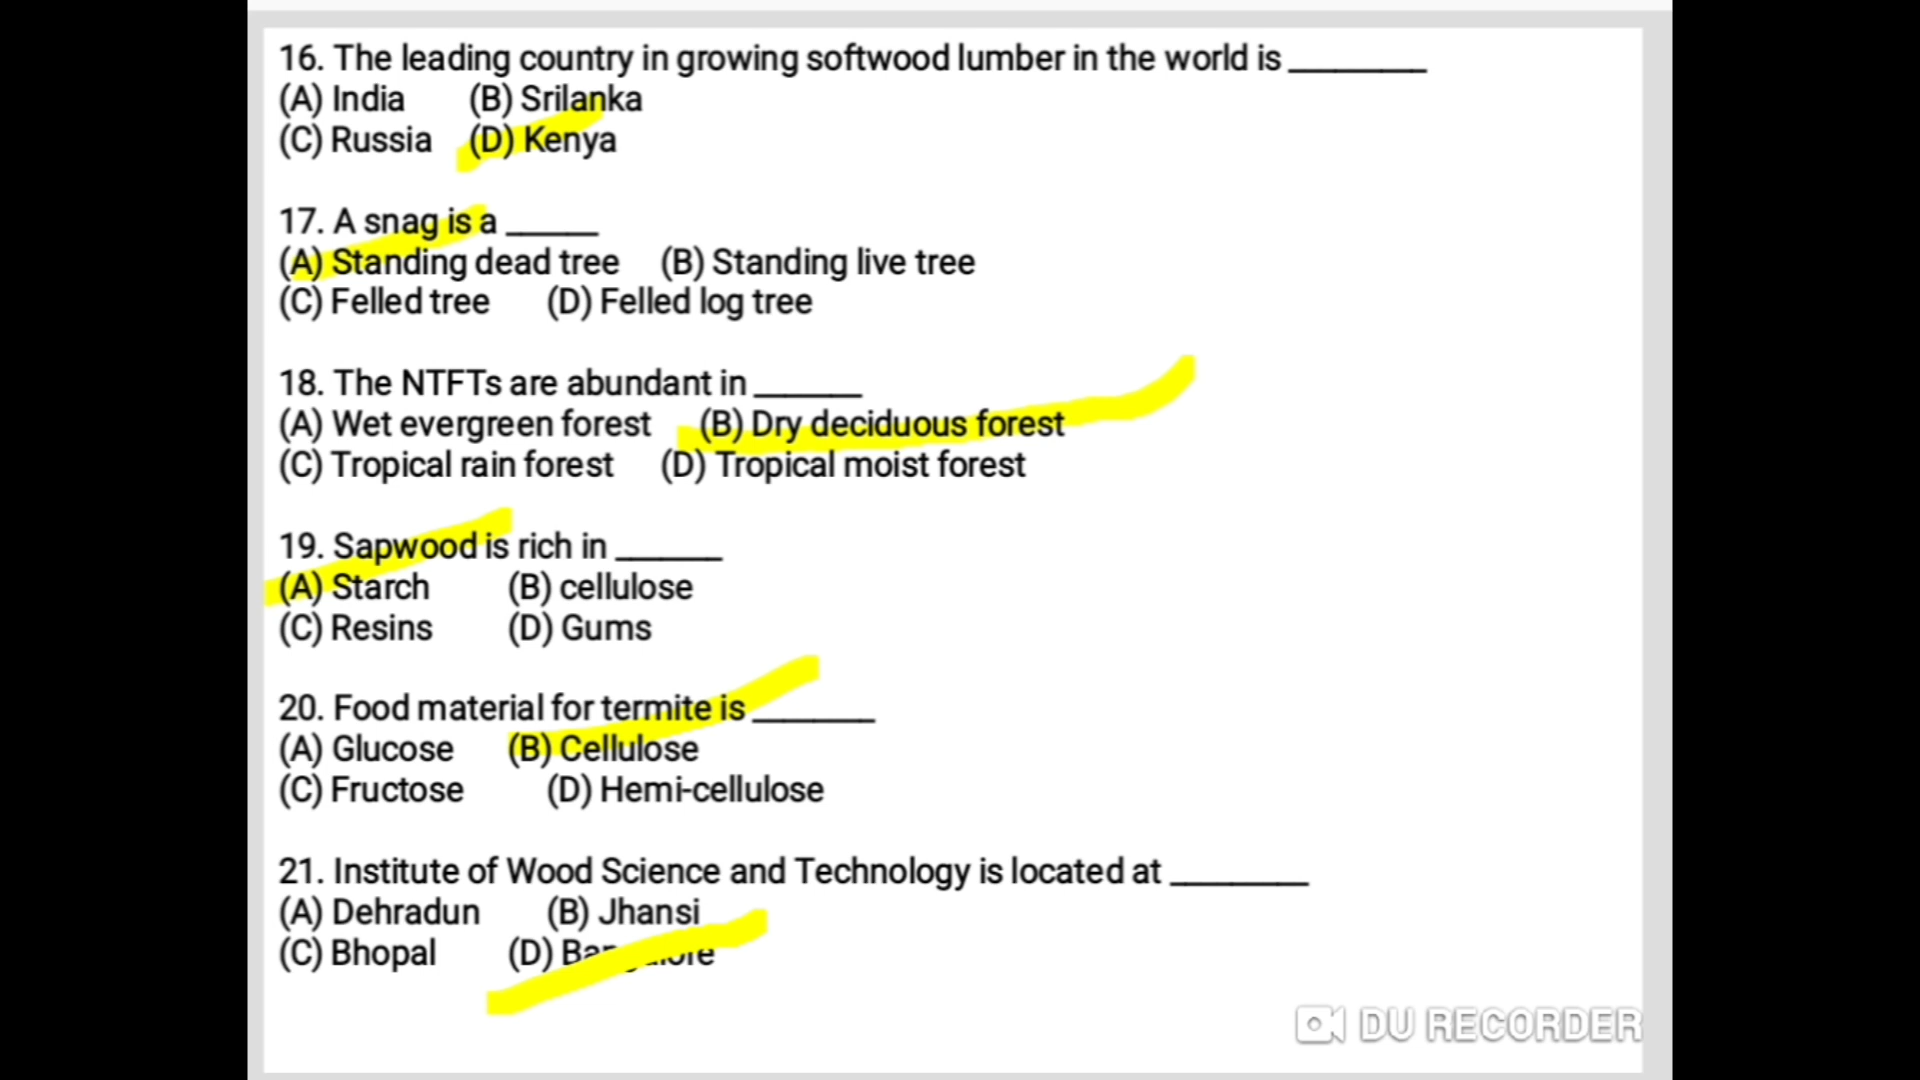 16. The leading country in growing softwood lumber in the world is ________
(A) India (B) Srilanka
(C) Russia (D) Kenya
17. A snag is a ______
(A) Standing dead tree (B) Standing live tree
(C) Felled tree (D) Felled log tree
18. The NTFTs are abundant in _______
(A) Wet evergreen forest (B) Dry deciduous forest
(C) Tropical rain forest (D) Tropical moist forest
19. Sapwood is rich in _______
(A) Starch (B) cellulose
(C) Resins (D) Gums
20. Food material for termite is ________
(A) Glucose (B) Cellulose
(C) Fructose (D) Hemi-cellulose
21. Institute of Wood Science and Technology is located at _________
(A) Dehradun (B) Jhansi
(C) Bhopal (D) Bangalore
DU RECORDER